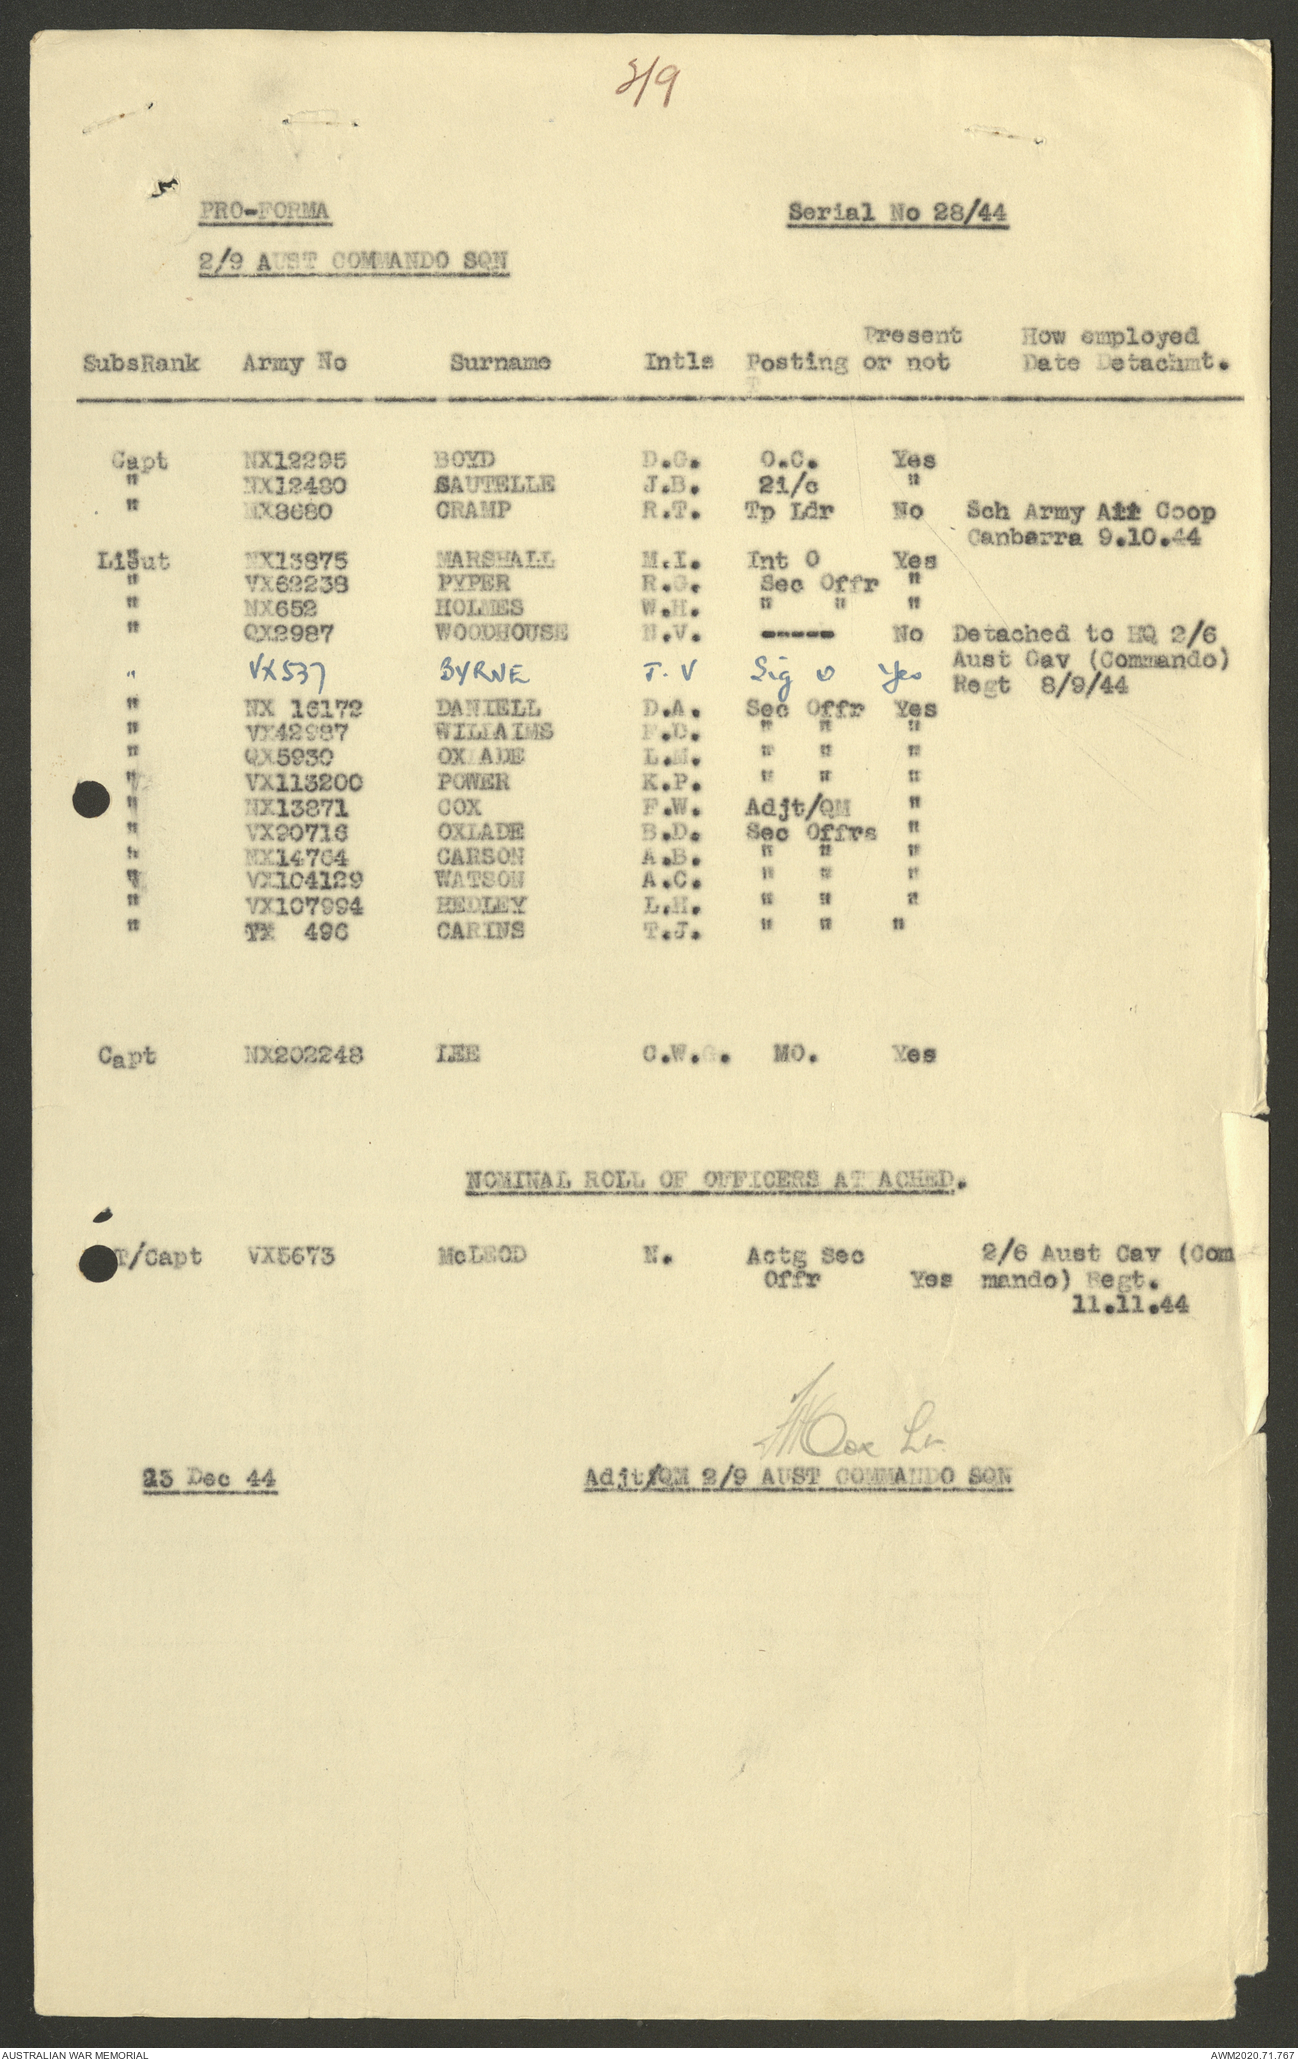 2/9
PRO-FORMA Serial No 28/44
2/9 AUST COMMANDO SQN
SubsRank Army No Surname Intls Posting Present or not How employed Date Detachmt.
Capt NX12295 BOYD D.G. O.C. Yes
" NX12480 SAUTELLE J.B. 2i/c "
" NX8680 CRAMP R.T. Tp Ldr No Sch Army Air Coop
Canbarra 9.10.44
Lieut NX13875 MARSHALL M.I. Int O Yes
" VX62238 PYPER R.G. Sec Offr "
" NX652 HOLMES W.H. " " "
" QX2987 WOODHOUSE N.V. ----- No Detached to HQ 2/6
Aust Cav (Commando)
" VX537 BYRNE J.V Sig O Yes Regt 8/9/44
" NX 16172 DANIELL D.A. Sec Offr Yes
" VX42987 WILLAIMS F.D. " " "
" QX5930 OXLADE L.M. " " "
" VX113200 POWER K.P. " " "
" NX13871 COX F.W. Adjt/QM "
" VX90716 OXLADE B.D. Sec Offrs "
" NX14764 CARSON A.B. " " "
" VX104129 WATSON A.C. " " "
" VX107994 HEDLEY L.H. " " "
" TX 496 CARINS T.J. " " "
Capt NX202248 LEE C.W.G. MO. Yes
NOMINAL ROLL OF OFFICERS ATTACHED.
T/Capt VX5673 McLEOD N. Actg Sec 2/6 Aust Cav (Com
Offr Yes mando) Regt.
11.11.44
FWCox Lt.
23 Dec 44 Adjt/QM 2/9 AUST COMMANDO SQN
AUSTRALIAN WAR MEMORIAL AWM2020.71.767